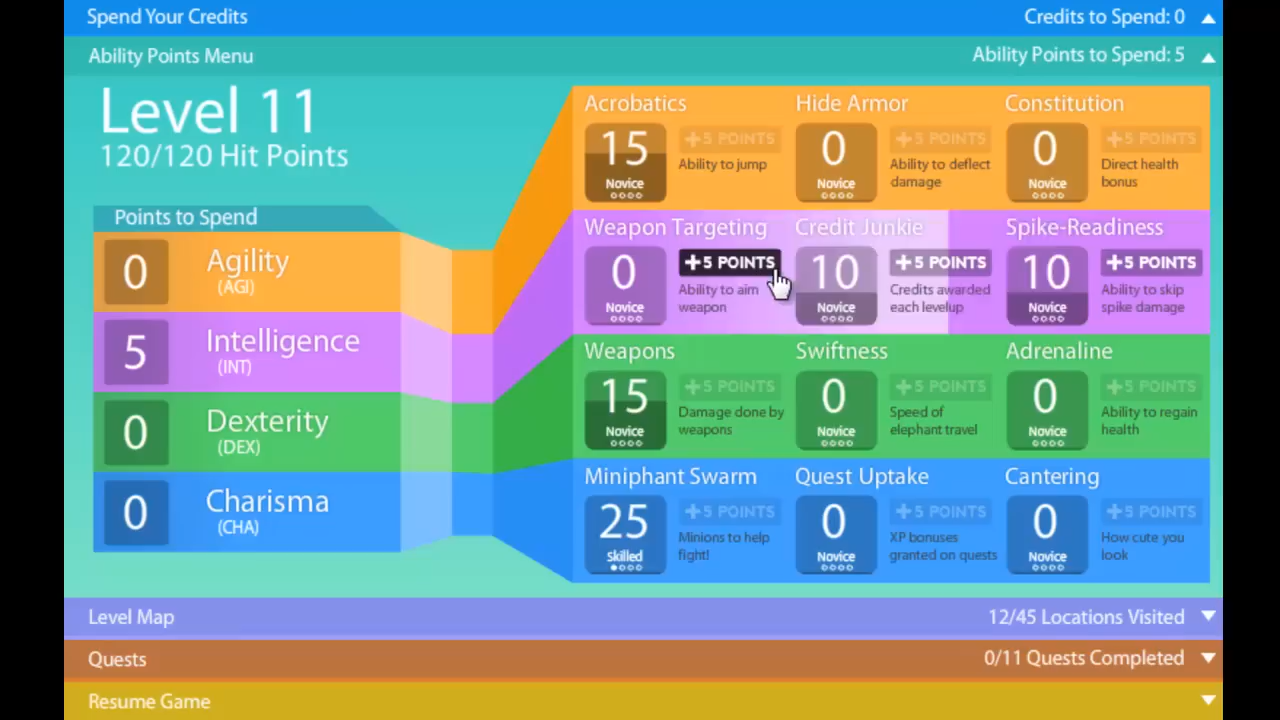 Spend Your Credits
Credits to Spend: 0
Ability Points Menu
Ability Points to Spend: 5
Level 11
120/120 Hit Points
Points to Spend
0
Agility
(AGI)
5
Intelligence
(INT)
0
Dexterity
(DEX)
0
Charisma
(CHA)
Acrobatics
15
Novice
+5 POINTS
Ability to jump
Hide Armor
0
Novice
+5 POINTS
Ability to deflect
damage
Constitution
0
Novice
+5 POINTS
Direct health
bonus
Weapon Targeting
0
Novice
+5 POINTS
Ability to aim
weapon
Credit Junkie
10
Novice
+5 POINTS
Credits awarded
each levelup
Spike-Readiness
10
Novice
+5 POINTS
Ability to skip
spike damage
Weapons
15
Novice
+5 POINTS
Damage done by
weapons
Swiftness
0
Novice
+5 POINTS
Speed of
elephant travel
Adrenaline
0
Novice
+5 POINTS
Ability to regain
health
Miniphant Swarm
25
Skilled
+5 POINTS
Minions to help
fight!
Quest Uptake
0
Novice
+5 POINTS
XP bonuses
granted on quests
Cantering
0
Novice
+5 POINTS
How cute you
look
Level Map
12/45 Locations Visited
Quests
0/11 Quests Completed
Resume Game